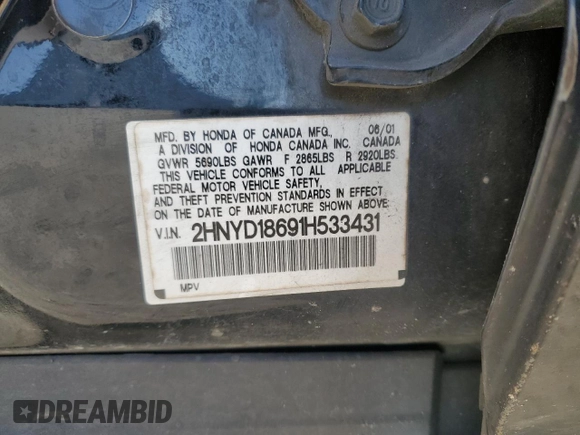 MFD. BY HONDA OF CANADA MFG., 06/01
A DIVISION OF HONDA CANADA INC. CANADA
GVWR 5690LBS GAWR F 2865LBS R 2920LBS
THIS VEHICLE CONFORMS TO ALL APPLICABLE
FEDERAL MOTOR VEHICLE SAFETY,
AND THEFT PREVENTION STANDARDS IN EFFECT
ON THE DATE OF MANUFACTURE SHOWN ABOVE.
V.I.N. 2HNYD18691H533431
MPV
DREAMBID